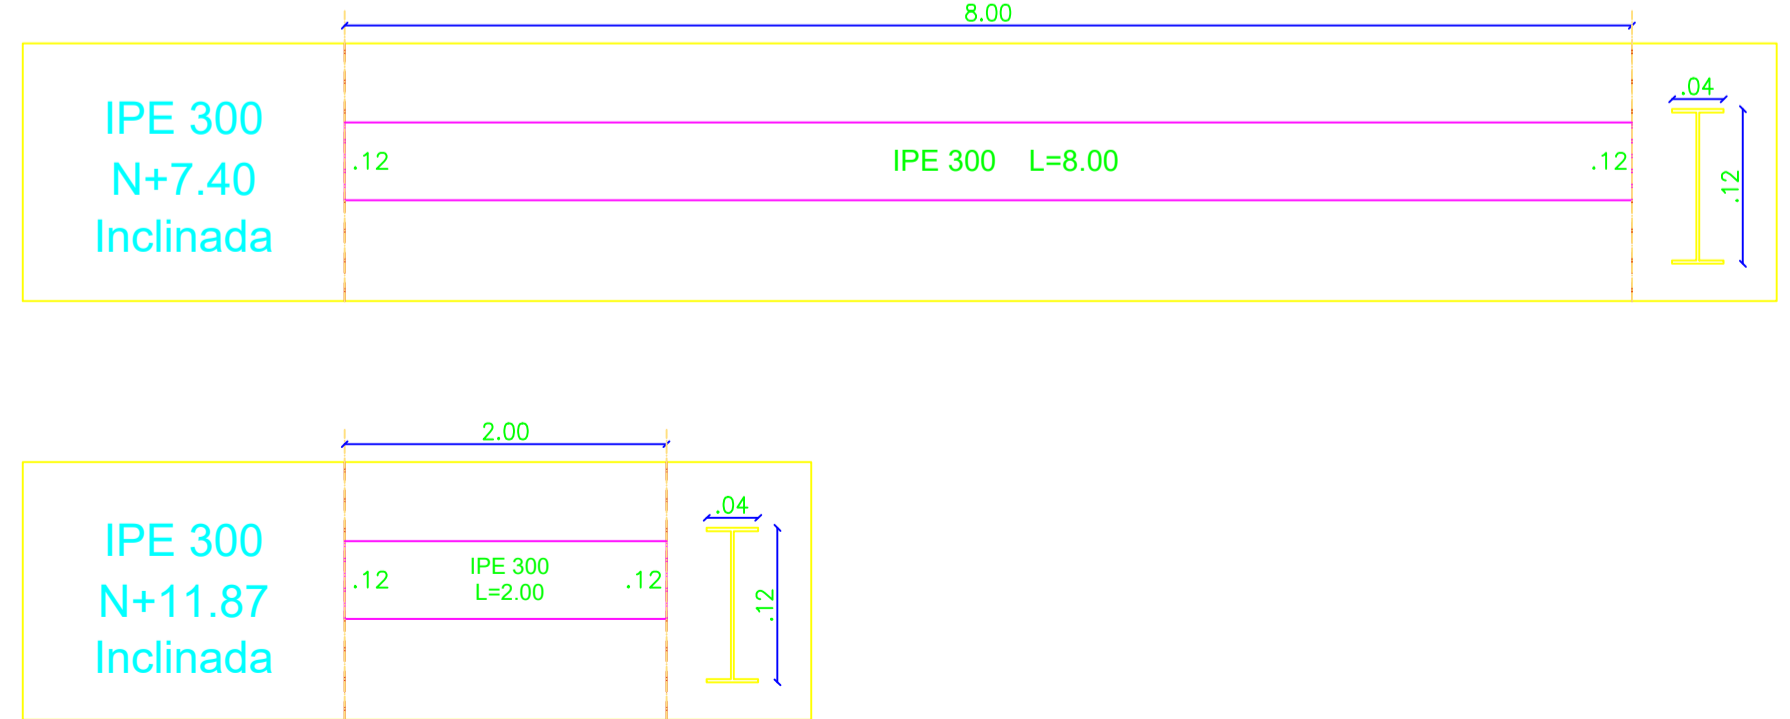 8.00
IPE 300
N+7.40
Inclinada
.12
IPE 300 L=8.00
.12
.04
.12
2.00
IPE 300
N+11.87
Inclinada
.12
IPE 300
L=2.00
.12
.04
.12